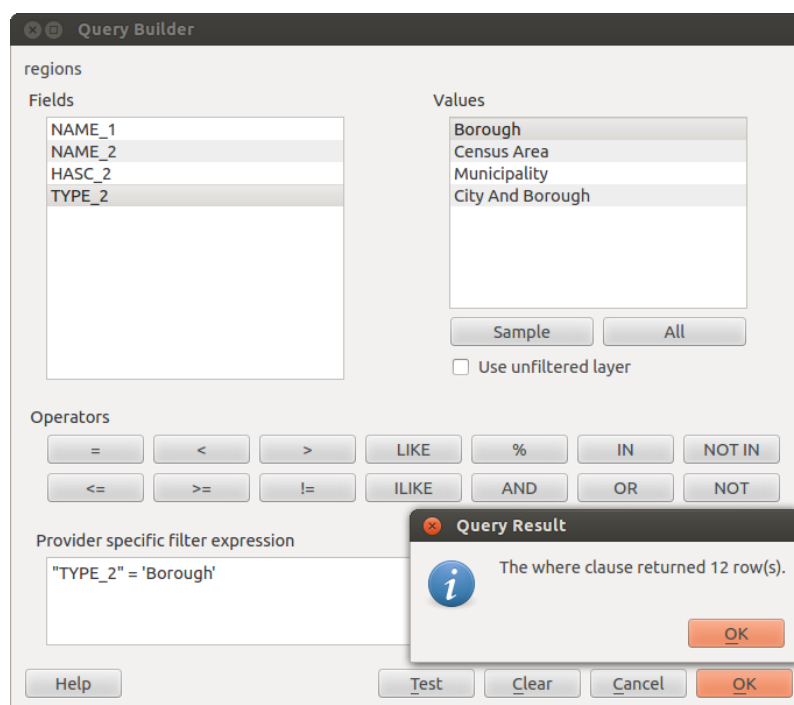 Query Builder
regions
Fields
Values
NAME_1
NAME_2
HASC_2
TYPE_2
Borough
Census Area
Municipality
City And Borough
Sample All
Use unfiltered layer
Operators
= < > LIKE % IN NOT IN
<= >= != ILIKE AND OR NOT
Provider specific filter expression
"TYPE_2" = 'Borough'
Query Result
The where clause returned 12 row(s).
OK
Help Test Clear Cancel OK